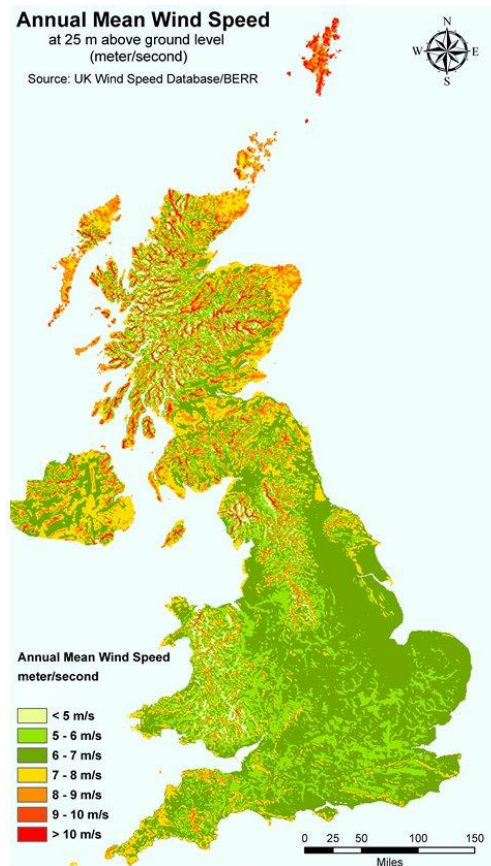 Annual Mean Wind Speed
at 25 m above ground level
(meter/second)
Source: UK Wind Speed Database/BERR
N
W E
S
Annual Mean Wind Speed
meter/second
< 5 m/s
5 - 6 m/s
6 - 7 m/s
7 - 8 m/s
8 - 9 m/s
9 - 10 m/s
> 10 m/s
0 25 50 100 150
Miles